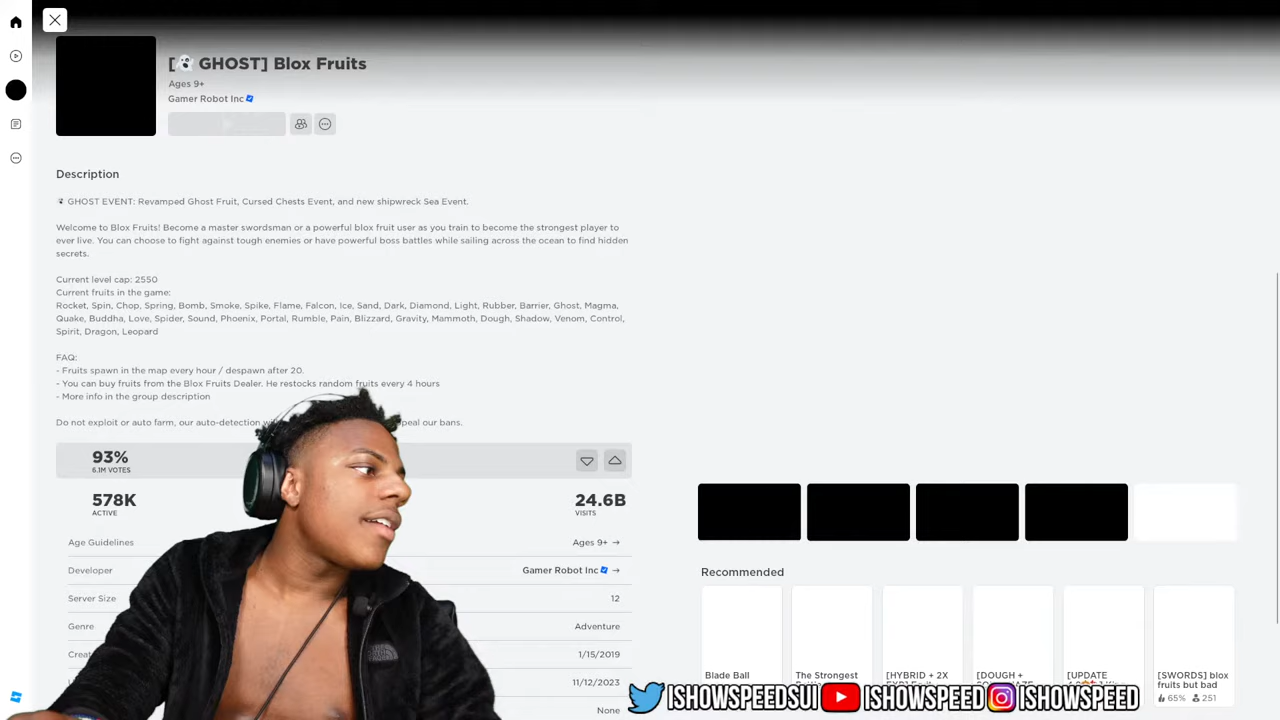 [👻 GHOST] Blox Fruits
Ages 9+
Gamer Robot Inc
Description
GHOST EVENT: Revamped Ghost Fruit, Cursed Chests Event, and new shipwreck Sea Event.
Welcome to Blox Fruits! Become a master swordsman or a powerful blox fruit user as you train to become the strongest player to
ever live. You can choose to fight against tough enemies or have powerful boss battles while sailing across the ocean to find hidden
secrets.
Current level cap: 2550
Current fruits in the game:
Rocket, Spin, Chop, Spring, Bomb, Smoke, Spike, Flame, Falcon, Ice, Sand, Dark, Diamond, Light, Rubber, Barrier, Ghost, Magma,
Quake, Buddha, Love, Spider, Sound, Phoenix, Portal, Rumble, Pain, Blizzard, Gravity, Mammoth, Dough, Shadow, Venom, Control,
Spirit, Dragon, Leopard
FAQ:
- Fruits spawn in the map every hour / despawn after 20.
- You can buy fruits from the Blox Fruits Dealer. He restocks random fruits every 4 hours
- More info in the group description
Do not exploit or auto farm, our auto-detection our bans.
93%
6.1M VOTES
578K
ACTIVE
24.6B
VISITS
Age Guidelines
Ages 9+ →
Developer
Gamer Robot Inc →
Server Size
12
Genre
Adventure
1/15/2019
11/12/2023
None
Recommended
Blade Ball
The Strongest
[HYBRID + 2X
[DOUGH +
[UPDATE
[SWORDS] blox
fruits but bad
65% 251
ISHOWSPEEDSUI ISHOWSPEED ISHOWSPEED